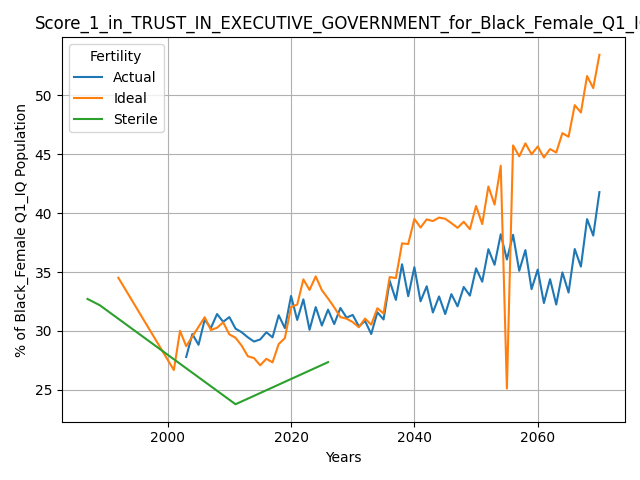 Score_1_in_TRUST_IN_EXECUTIVE_GOVERNMENT_for_Black_Female_Q1_I
Fertility
Actual
Ideal
Sterile
% of Black_Female Q1_IQ Population
50
45
40
35
30
25
2000
2020
2040
2060
Years